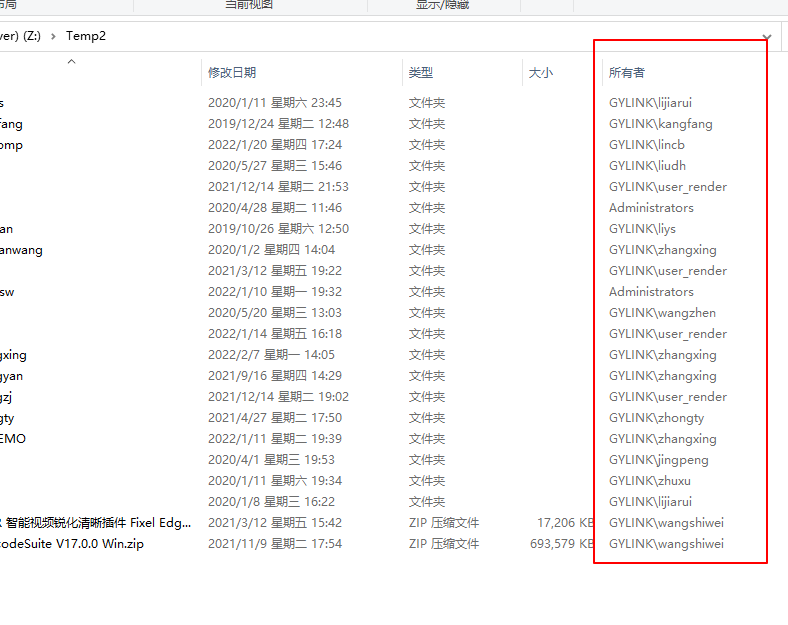 布局 当前视图 显示/隐藏
ver) (Z:) > Temp2
修改日期 类型 大小 所有者
s 2020/1/11 星期六 23:45 文件夹 GYLINK\lijiarui
fang 2019/12/24 星期二 12:48 文件夹 GYLINK\kangfang
omp 2022/1/20 星期四 17:24 文件夹 GYLINK\lincb
2020/5/27 星期三 15:46 文件夹 GYLINK\liudh
2021/12/14 星期二 21:53 文件夹 GYLINK\user_render
2020/4/28 星期二 11:46 文件夹 Administrators
an 2019/10/26 星期六 12:50 文件夹 GYLINK\liys
anwang 2020/1/2 星期四 14:04 文件夹 GYLINK\zhangxing
2021/3/12 星期五 19:22 文件夹 GYLINK\user_render
sw 2022/1/10 星期一 19:32 文件夹 Administrators
2020/5/20 星期三 13:03 文件夹 GYLINK\wangzhen
2022/1/14 星期五 16:18 文件夹 GYLINK\user_render
gxing 2022/2/7 星期一 14:05 文件夹 GYLINK\zhangxing
gyan 2021/9/16 星期四 14:29 文件夹 GYLINK\zhangxing
gzj 2021/12/14 星期二 19:02 文件夹 GYLINK\user_render
gty 2021/4/27 星期二 17:50 文件夹 GYLINK\zhongty
EMO 2022/1/11 星期二 19:39 文件夹 GYLINK\zhangxing
2020/4/1 星期三 19:53 文件夹 GYLINK\jingpeng
2020/1/11 星期六 19:34 文件夹 GYLINK\zhuxu
2020/1/8 星期三 16:22 文件夹 GYLINK\lijiarui
R 智能视频锐化清晰插件 Fixel Edg... 2021/3/12 星期五 15:42 ZIP 压缩文件 17,206 KB GYLINK\wangshiwei
codeSuite V17.0.0 Win.zip 2021/11/9 星期二 17:54 ZIP 压缩文件 693,579 KB GYLINK\wangshiwei